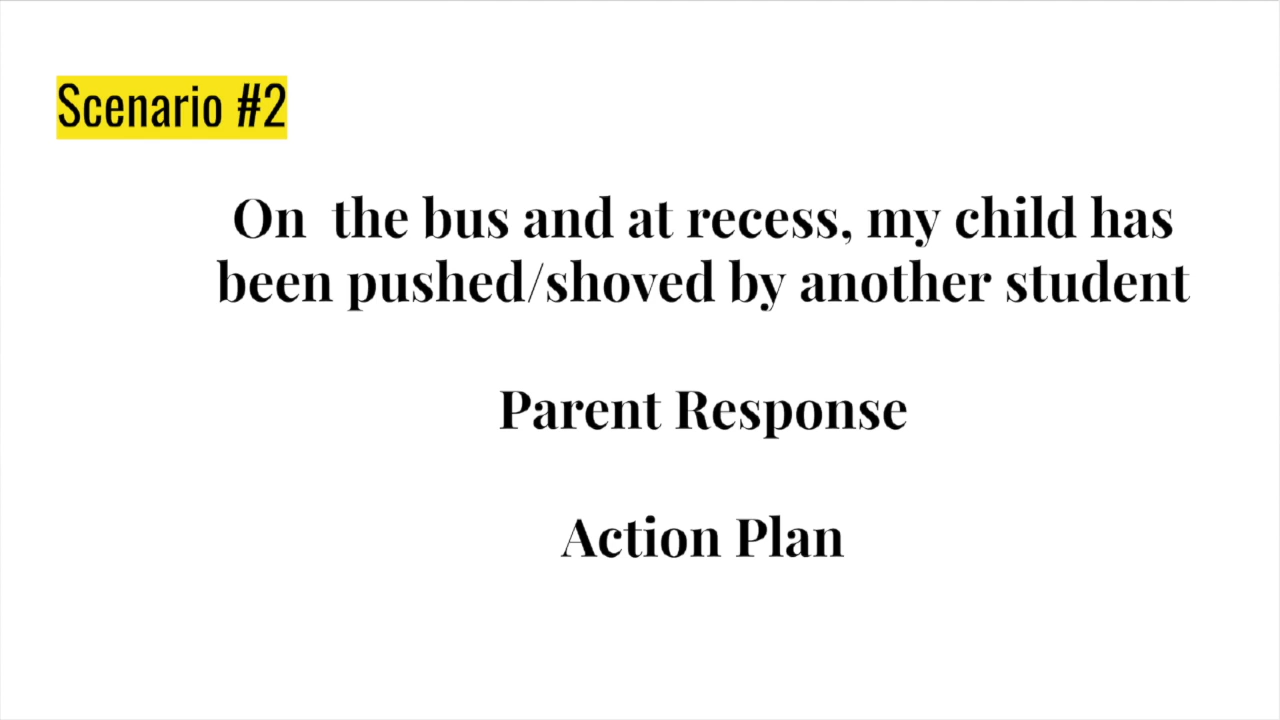 Scenario #2
On  the bus and at recess, my child has
been pushed/shoved by another student
Parent Response
Action Plan